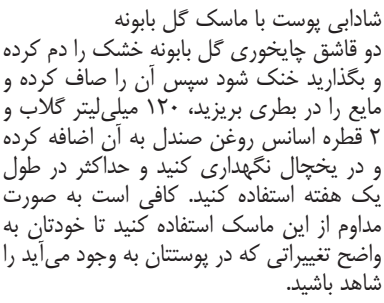 شادابی پوست با ماسک گل بابونه
دو قاشق چایخوری گل بابونه خشک را دم کرده
و بگذارید خنک شود سپس آن را صاف کرده و
مایع را در بطری بریزید، ۱۲۰ میلی‌لیتر گلاب و
۲ قطره اسانس روغن صندل به آن اضافه کرده
و در یخچال نگهداری کنید و حداکثر در طول
یک هفته استفاده کنید. کافی است به صورت
مداوم از این ماسک استفاده کنید تا خودتان به
واضح تغییراتی که در پوستتان به وجود می‌آید را
شاهد باشید.